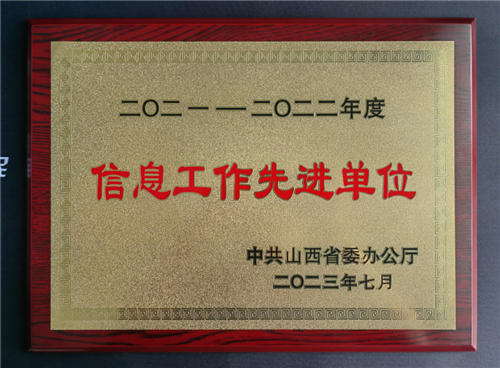 二〇二一一二〇二二年度
信息工作先进单位
中共山西省委办公厅
二〇二三年七月